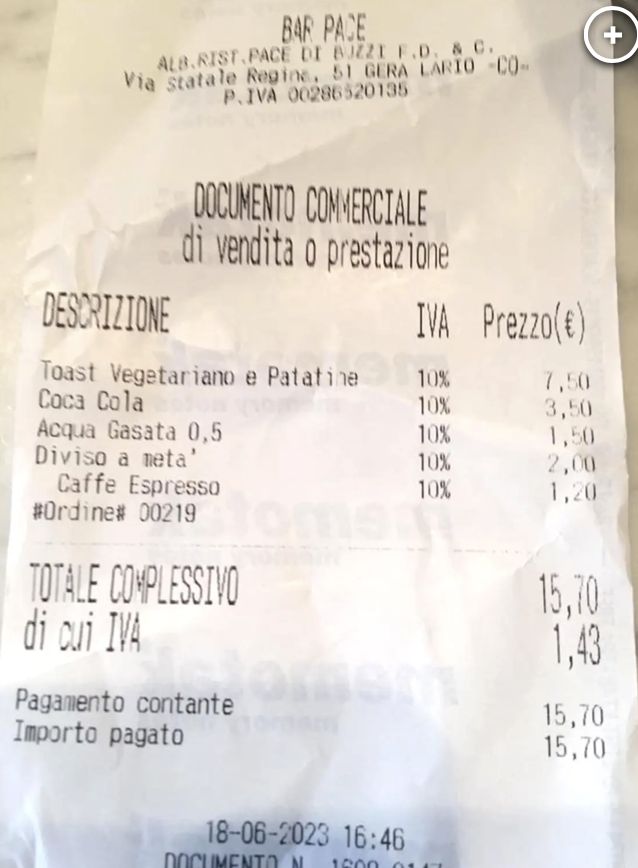 BAR PACE
ALB.RIST.PACE DI BUZZI F.D. & C.
Via Statale Regina, 51 GERA LARIO -CO-
P.IVA 00286520135
DOCUMENTO COMMERCIALE
di vendita o prestazione
DESCRIZIONE IVA Prezzo(€)
Toast Vegetariano e Patatine 10% 7,50
Coca Cola 10% 3,50
Acqua Gasata 0,5 10% 1,50
Diviso a meta' 10% 2,00
Caffe Espresso 10% 1,20
#Ordine# 00219
TOTALE COMPLESSIVO 15,70
di cui IVA 1,43
Pagamento contante 15,70
Importo pagato 15,70
18-06-2023 16:46
DOCUMENTO N.